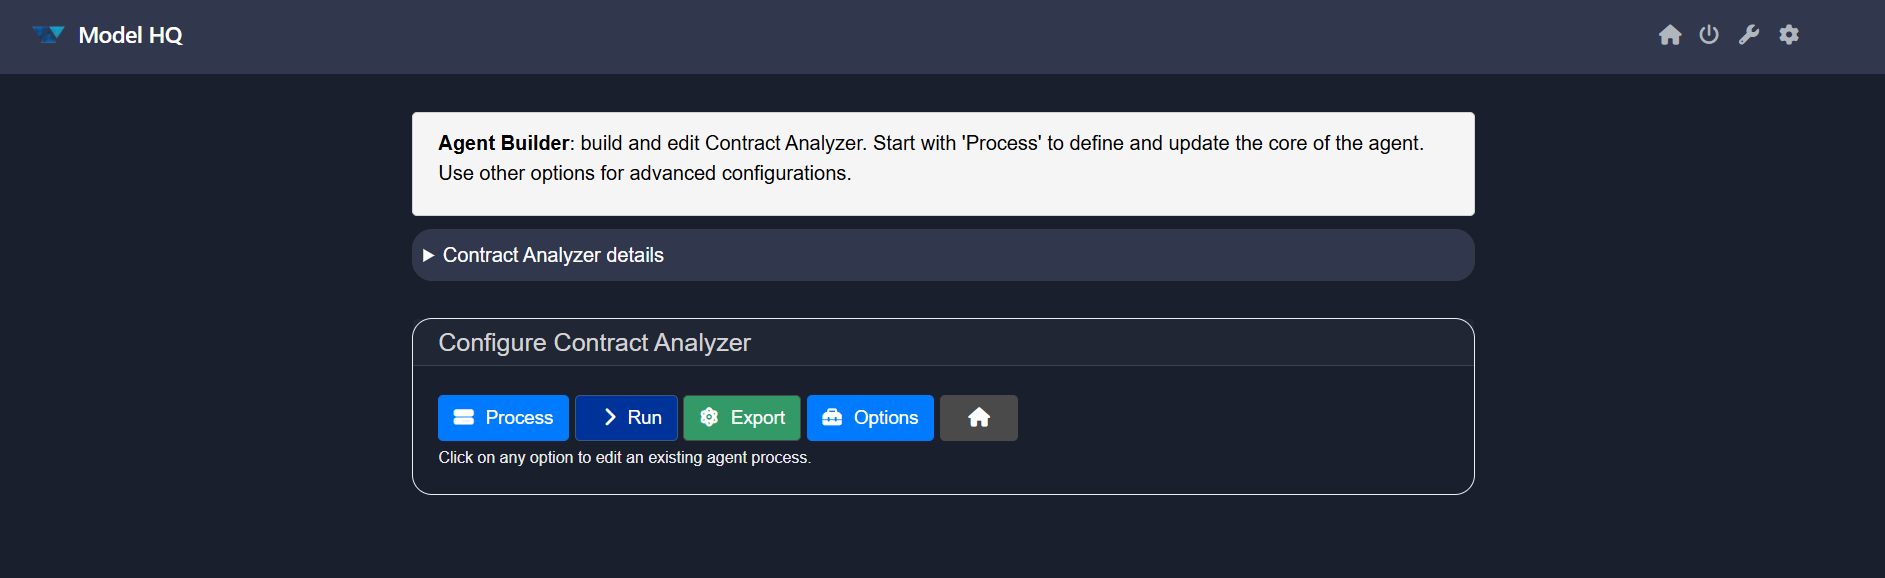 Model HQ
Agent Builder: build and edit Contract Analyzer. Start with 'Process' to define and update the core of the agent.
Use other options for advanced configurations.
Contract Analyzer details
Configure Contract Analyzer
Process
Run
Export
Options
Click on any option to edit an existing agent process.